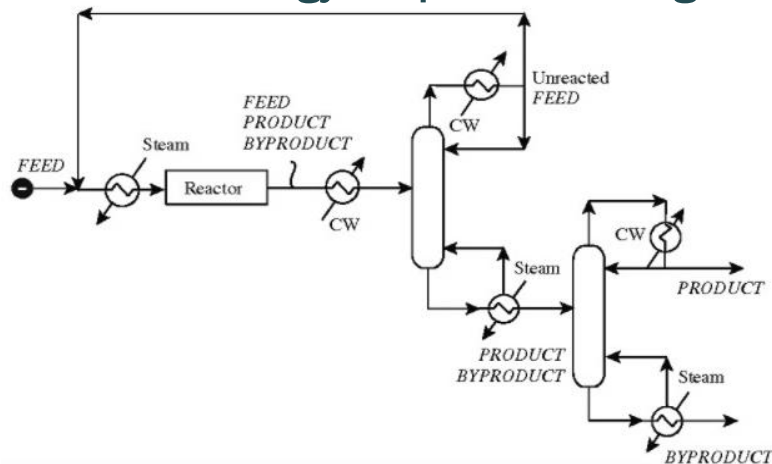 Unreacted
FEED
CW
FEED
PRODUCT
BYPRODUCT
Steam
FEED
Reactor
CW
CW
Steam
PRODUCT
PRODUCT
BYPRODUCT
Steam
BYPRODUCT